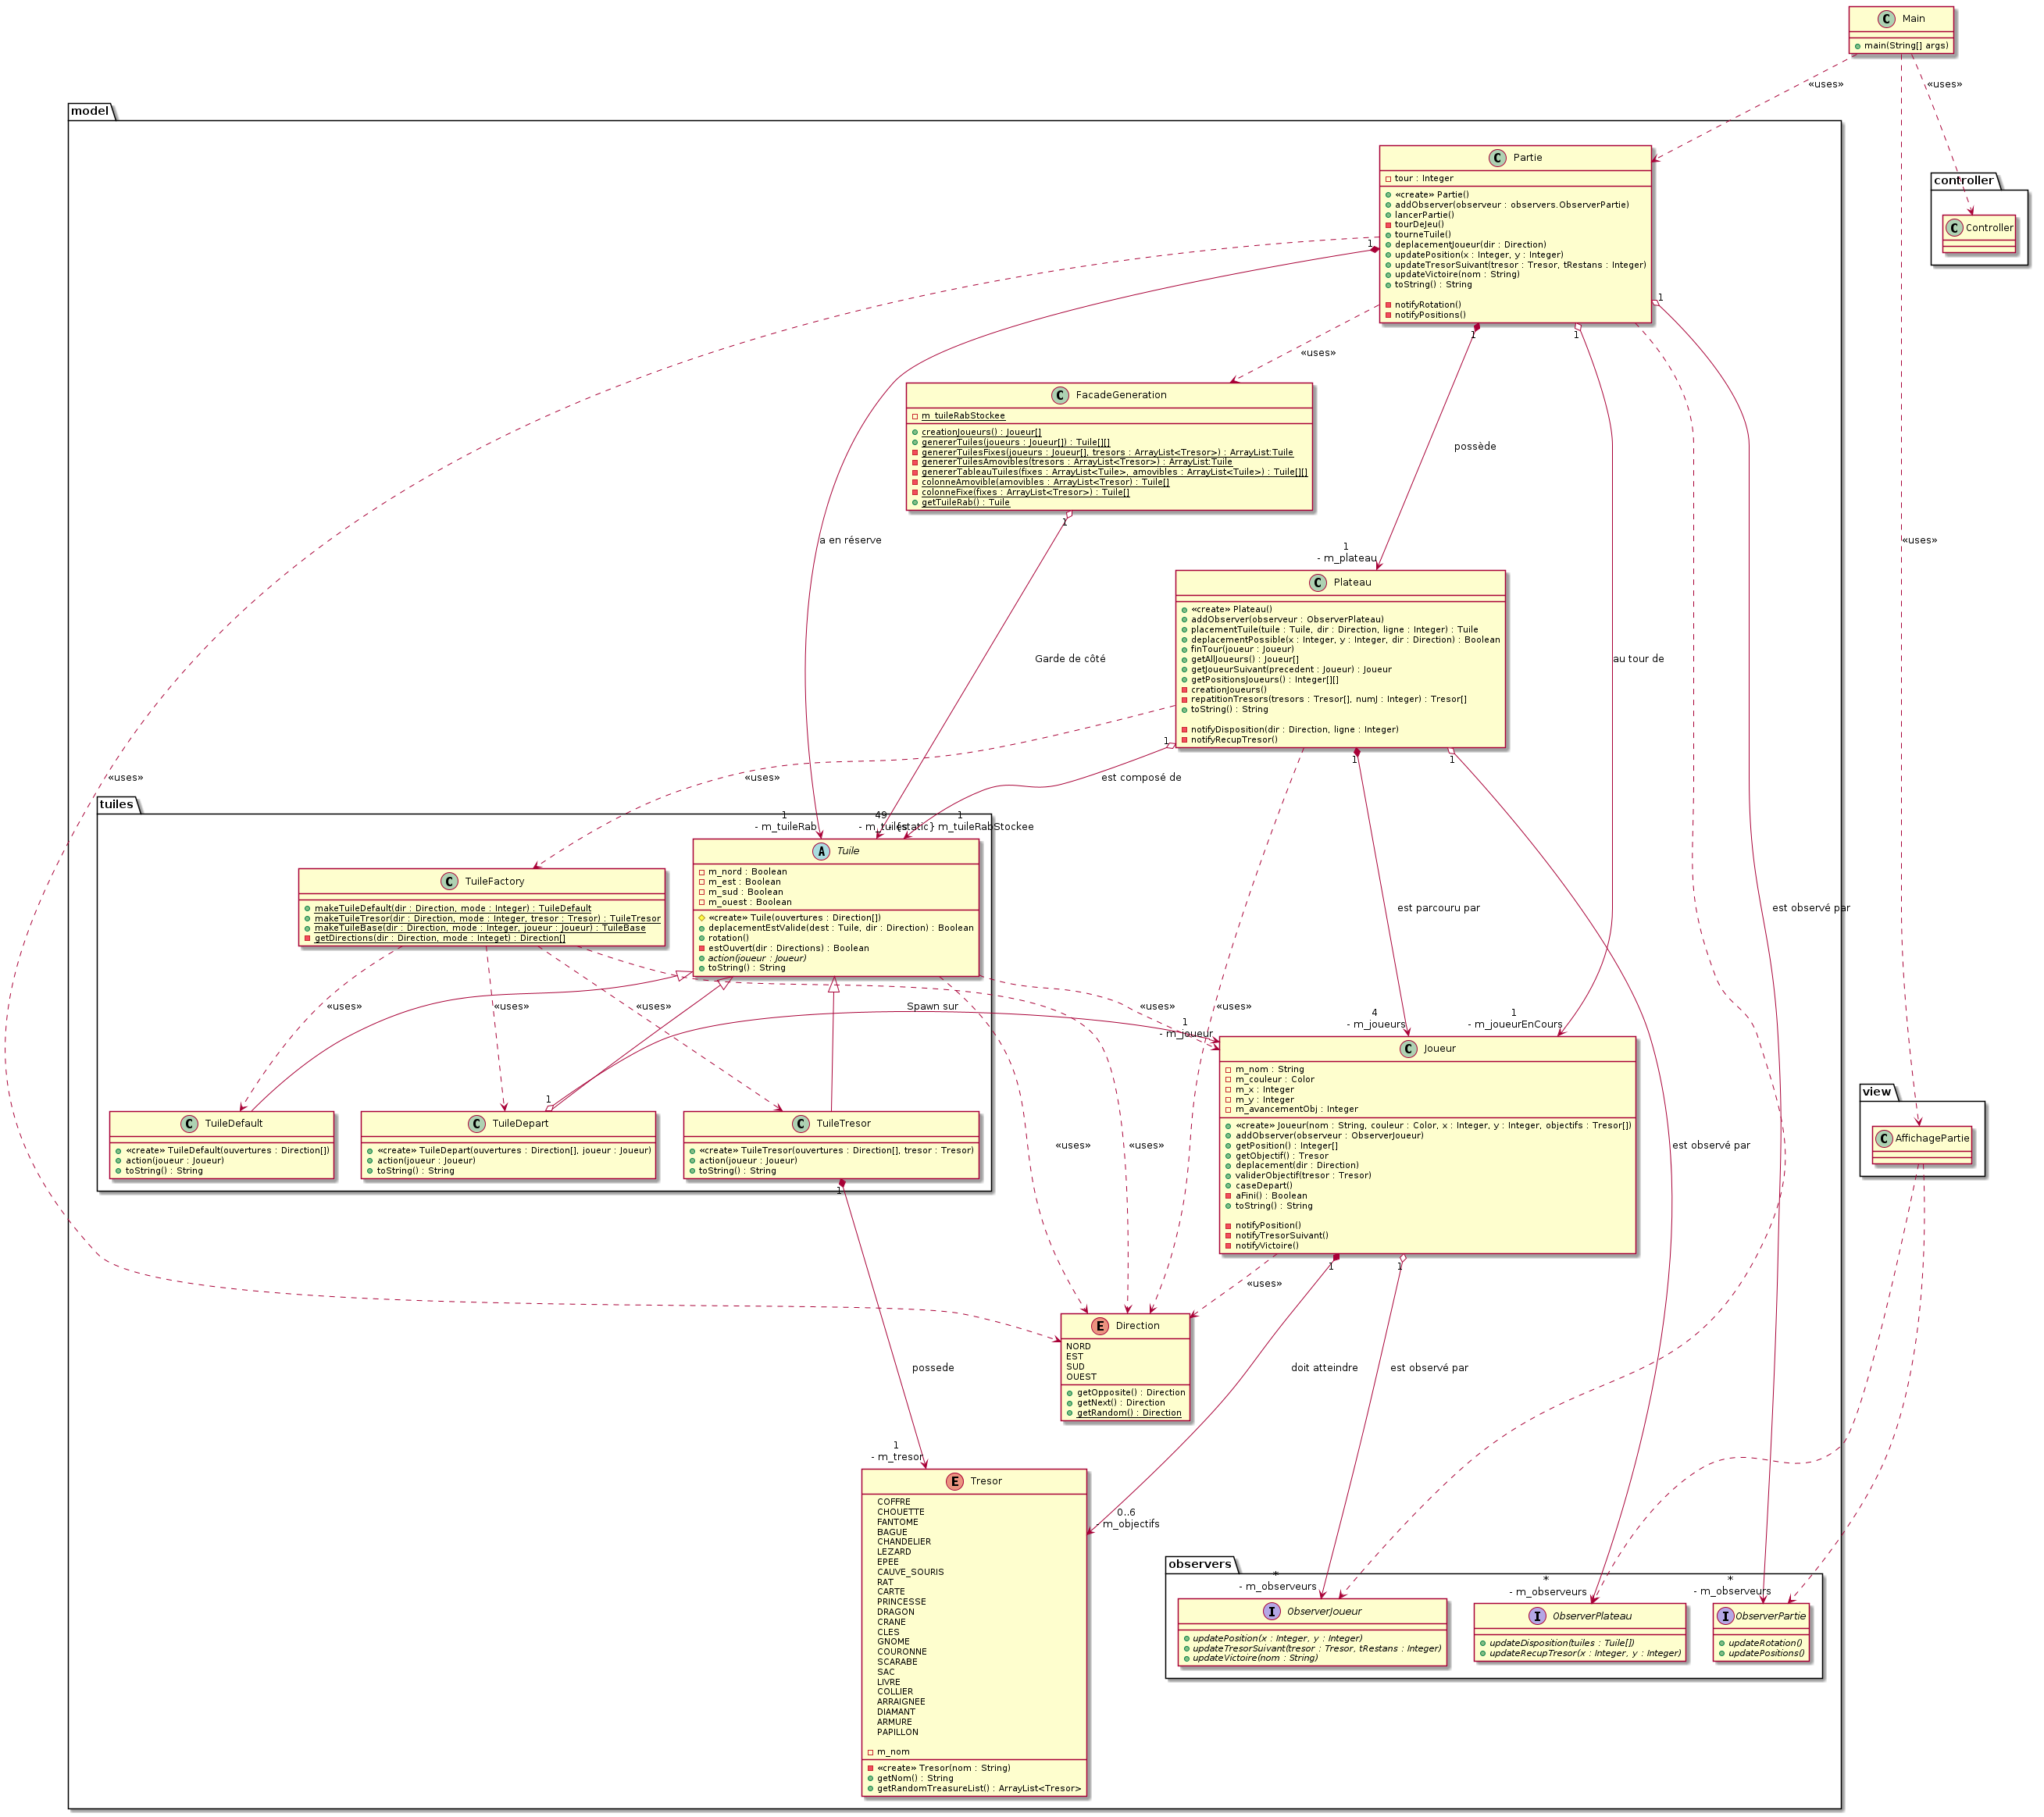 Main
main(String[] args)
«uses»
«uses»
model
controller
Controller
Partie
tour : Integer
«create» Partie()
addObserver(observeur : observers.ObserverPartie)
lancerPartie()
tourDeJeu()
tourneTuile()
deplacementJoueur(dir : Direction)
updatePosition(x : Integer, y : Integer)
updateTresorSuivant(tresor : Tresor, tRestans : Integer)
updateVictoire(nom : String)
toString() : String
notifyRotation()
notifyPositions()
1
1
1
1
«uses»
FacadeGeneration
m_tuileRabStockee
creationJoueurs() : Joueur[]
genererTuiles(joueurs : Joueur[]) : Tuile[][]
genererTuilesFixes(joueurs : Joueur[], tresors : ArrayList<Tresor>) : ArrayList:Tuile
genererTuilesAmovibles(tresors : ArrayList<Tresor>) : ArrayList:Tuile
genererTableauTuiles(fixes : ArrayList<Tuile>, amovibles : ArrayList<Tuile>) : Tuile[][]
colonneAmovible(amovibles : ArrayList<Tresor) : Tuile[]
colonneFixe(fixes : ArrayList<Tresor>) : Tuile[]
getTuileRab() : Tuile
1
possède
a en réserve
«uses»
1
- m_plateau
Plateau
«create» Plateau()
addObserver(observeur : ObserverPlateau)
placementTuile(tuile : Tuile, dir : Direction, ligne : Integer) : Tuile
deplacementPossible(x : Integer, y : Integer, dir : Direction) : Boolean
finTour(joueur : Joueur)
getAllJoueurs() : Joueur[]
getJoueurSuivant(precedent : Joueur) : Joueur
getPositionsJoueurs() : Integer[][]
creationJoueurs()
repatitionTresors(tresors : Tresor[], numJ : Integer) : Tresor[]
toString() : String
notifyDisposition(dir : Direction, ligne : Integer)
notifyRecupTresor()
Garde de côté
au tour de
1
1
1
«uses»
«uses»
est composé de
tuiles
1
- m_tuileRab
49
- m_tuiles
1
{static} m_tuileRabStockee
Tuile
m_nord : Boolean
m_est : Boolean
m_sud : Boolean
m_ouest : Boolean
«create» Tuile(ouvertures : Direction[])
deplacementEstValide(dest : Tuile, dir : Direction) : Boolean
rotation()
estOuvert(dir : Directions) : Boolean
action(joueur : Joueur)
toString() : String
TuileFactory
makeTuileDefault(dir : Direction, mode : Integer) : TuileDefault
makeTuileTresor(dir : Direction, mode : Integer, tresor : Tresor) : TuileTresor
makeTuileBase(dir : Direction, mode : Integer, joueur : Joueur) : TuileBase
getDirections(dir : Direction, mode : Integet) : Direction[]
est parcouru par
est observé par
«uses»
«uses»
«uses»
Spawn sur
«uses»
«uses»
1
- m_joueur
4
- m_joueurs
1
- m_joueurEnCours
Joueur
m_nom : String
m_couleur : Color
m_x : Integer
m_y : Integer
m_avancementObj : Integer
«create» Joueur(nom : String, couleur : Color, x : Integer, y : Integer, objectifs : Tresor[])
addObserver(observeur : ObserverJoueur)
getPosition() : Integer[]
getObjectif() : Tresor
deplacement(dir : Direction)
validerObjectif(tresor : Tresor)
caseDepart()
aFini() : Boolean
toString() : String
notifyPosition()
notifyTresorSuivant()
notifyVictoire()
1
1
TuileDefault
«create» TuileDefault(ouvertures : Direction[])
action(joueur : Joueur)
toString() : String
1
TuileDepart
«create» TuileDepart(ouvertures : Direction[], joueur : Joueur)
action(joueur : Joueur)
toString() : String
TuileTresor
«create» TuileTresor(ouvertures : Direction[], tresor : Tresor)
action(joueur : Joueur)
toString() : String
1
«uses»
«uses»
est observé par
view
AffichagePartie
«uses»
Direction
NORD
EST
SUD
OUEST
getOpposite() : Direction
getNext() : Direction
getRandom() : Direction
possede
doit atteindre
est observé par
1
- m_tresor
Tresor
COFFRE
CHOUETTE
FANTOME
BAGUE
CHANDELIER
LEZARD
EPEE
CAUVE_SOURIS
RAT
CARTE
PRINCESSE
DRAGON
CRANE
CLES
GNOME
COURONNE
SCARABE
SAC
LIVRE
COLLIER
ARRAIGNEE
DIAMANT
ARMURE
PAPILLON
m_nom
«create» Tresor(nom : String)
getNom() : String
getRandomTreasureList() : ArrayList<Tresor>
0..6
- m_objectifs
observers
*
- m_observeurs
*
- m_observeurs
*
- m_observeurs
ObserverJoueur
updatePosition(x : Integer, y : Integer)
updateTresorSuivant(tresor : Tresor, tRestans : Integer)
updateVictoire(nom : String)
ObserverPlateau
updateDisposition(tuiles : Tuile[])
updateRecupTresor(x : Integer, y : Integer)
ObserverPartie
updateRotation()
updatePositions()